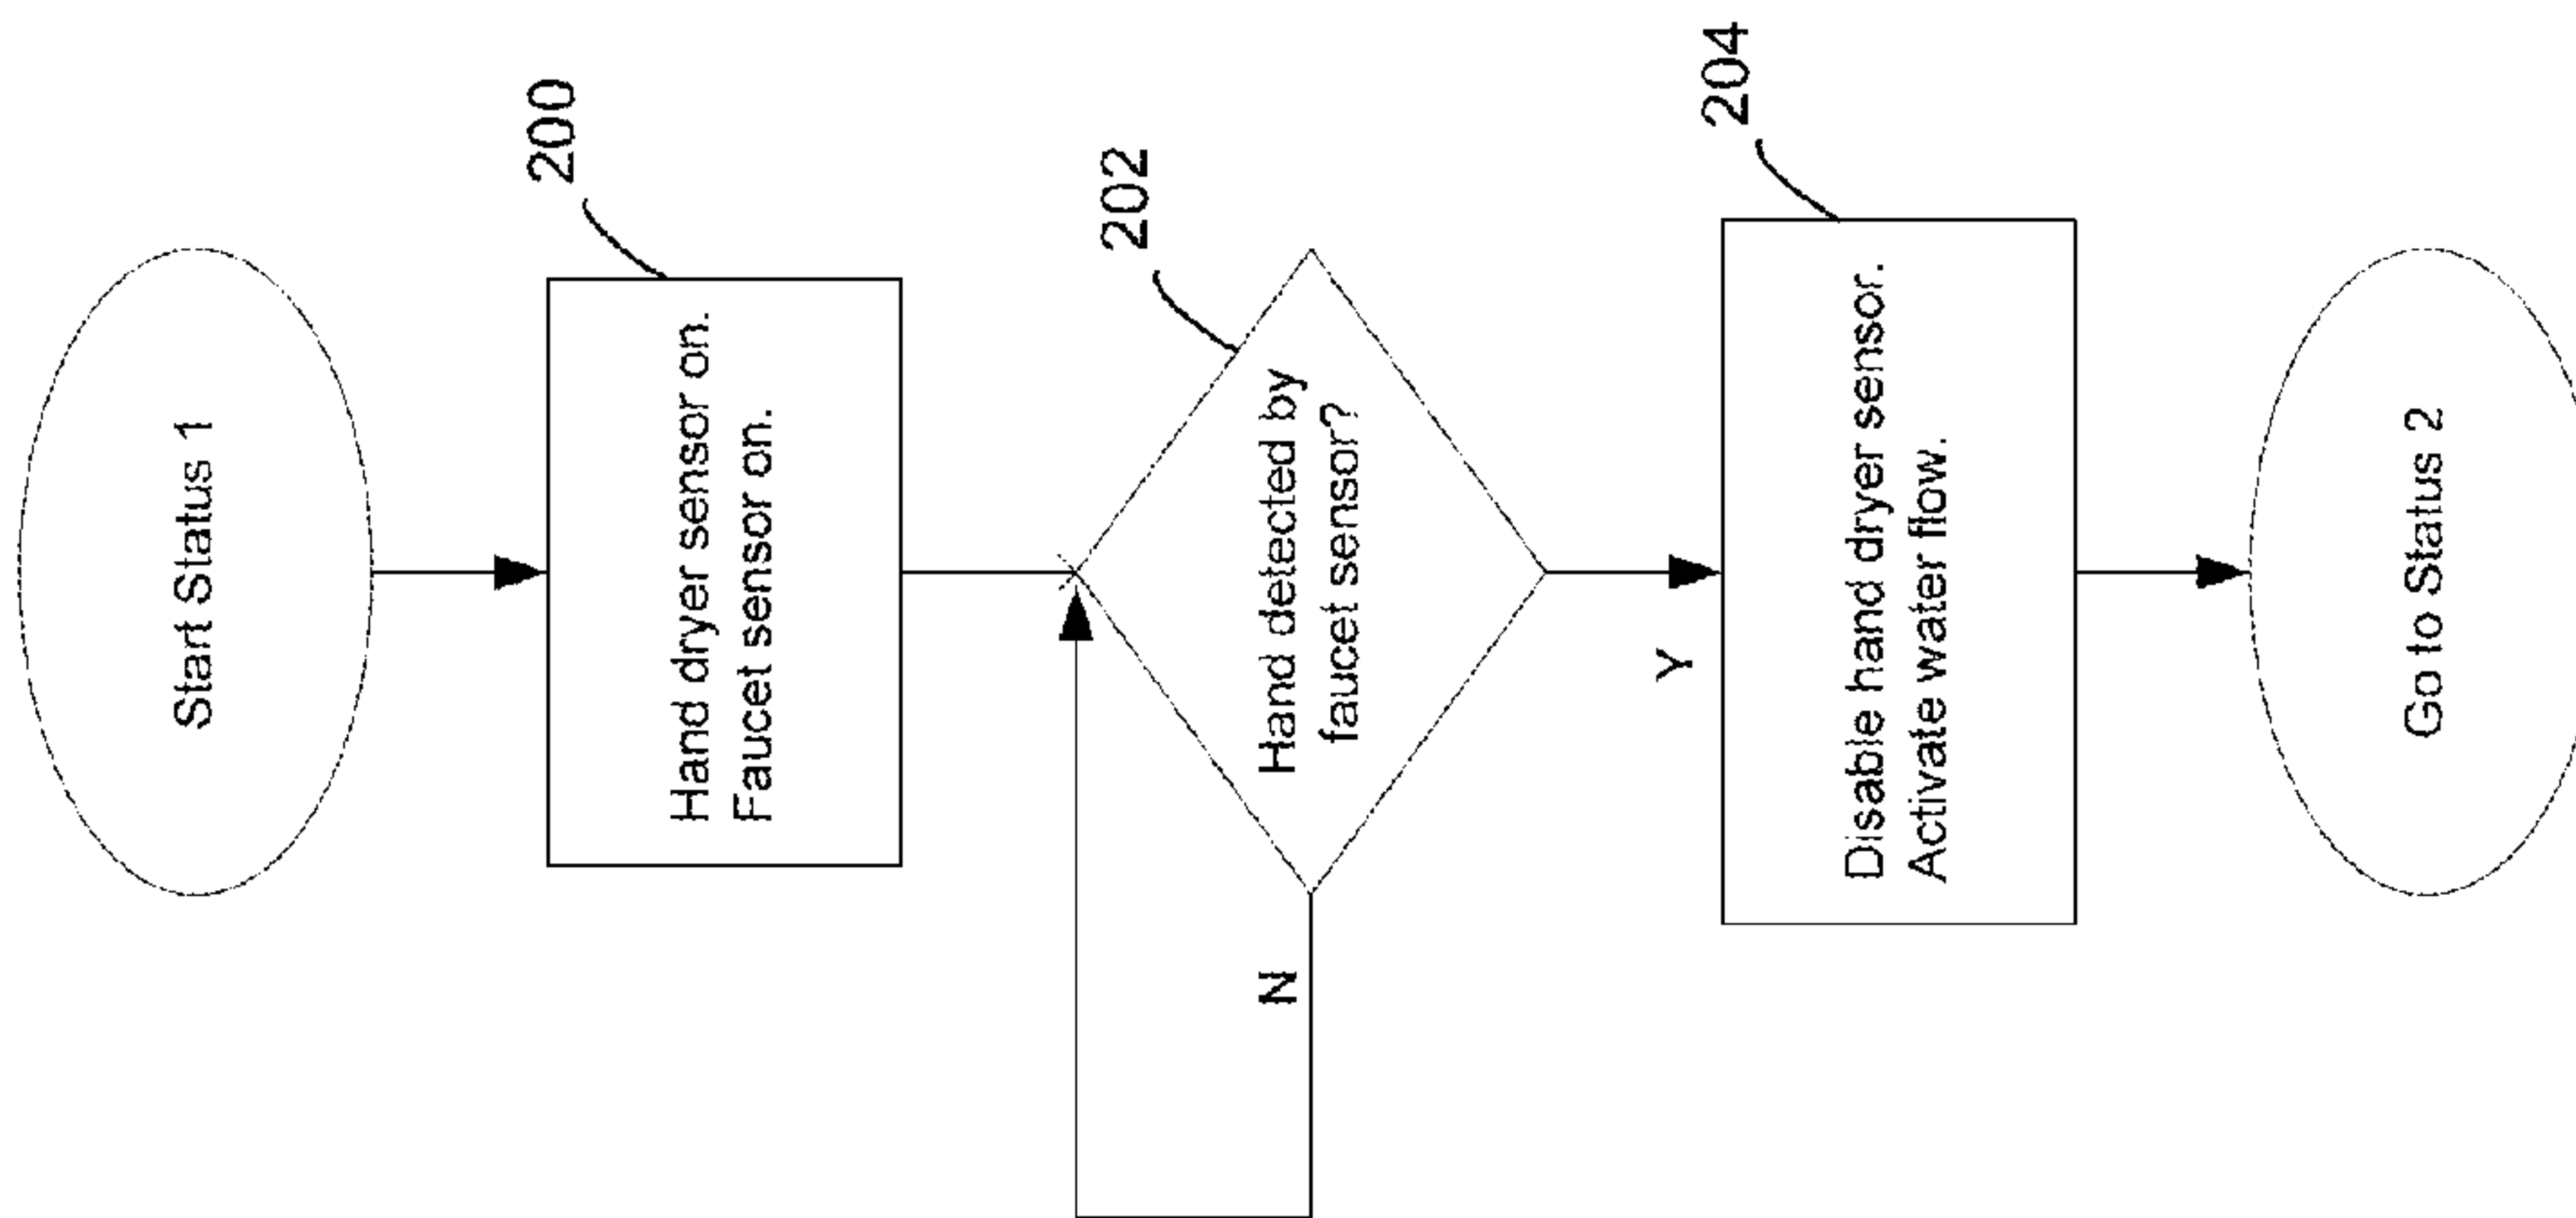 Start Status 1
200
Hand dryer sensor on.
Faucet sensor on.
202
Hand detected by
faucet sensor?
N
Y
204
Disable hand dryer sensor.
Activate water flow.
Go to Status 2